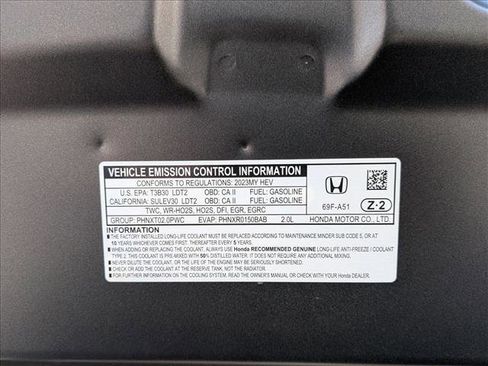 VEHICLE EMISSION CONTROL INFORMATION
CONFORMS TO REGULATIONS: 2023MY HEV
U.S. EPA: T3B30 LDT2 OBD: CA II FUEL: GASOLINE
CALIFORNIA: SULEV30 LDT2 OBD: CA II FUEL: GASOLINE
TWC, WR-HO2S, HO2S, DFI, EGR, EGRC
GROUP: PHNXT02.0PWC EVAP: PHNXR0150BAB 2.0L
HONDA
69F-A51 Z-2
HONDA MOTOR CO., LTD.
INFORMATION
■ THE FACTORY INSTALLED LONG-LIFE COOLANT MUST BE REPLACED ACCORDING TO MAINTENANCE MINDER SUB CODE 5, OR AT
10 YEARS WHICHEVER COMES FIRST. THEREAFTER EVERY 5 YEARS.
■ WHEN ADDING OR REPLACING THE COOLANT, ALWAYS USE Honda RECOMMENDED GENUINE LONG-LIFE ANTI-FREEZE / COOLANT
TYPE 2. THIS COOLANT IS PRE-MIXED WITH 50% DISTILLED WATER. IT DOES NOT REQUIRE ANY ADDITIONAL MIXING.
■ NEVER DILUTE THE COOLANT, OR THE LIFE OF THE ENGINE MAY BE SHORTENED DUE TO CORROSION.
■ CHECK OR ADD THE COOLANT AT THE RESERVE TANK, NOT THE RADIATOR.
■ FOR FURTHER INFORMATION ON THE COOLING SYSTEM, READ THE OWNER'S MANUAL OR CHECK WITH YOUR Honda DEALER.